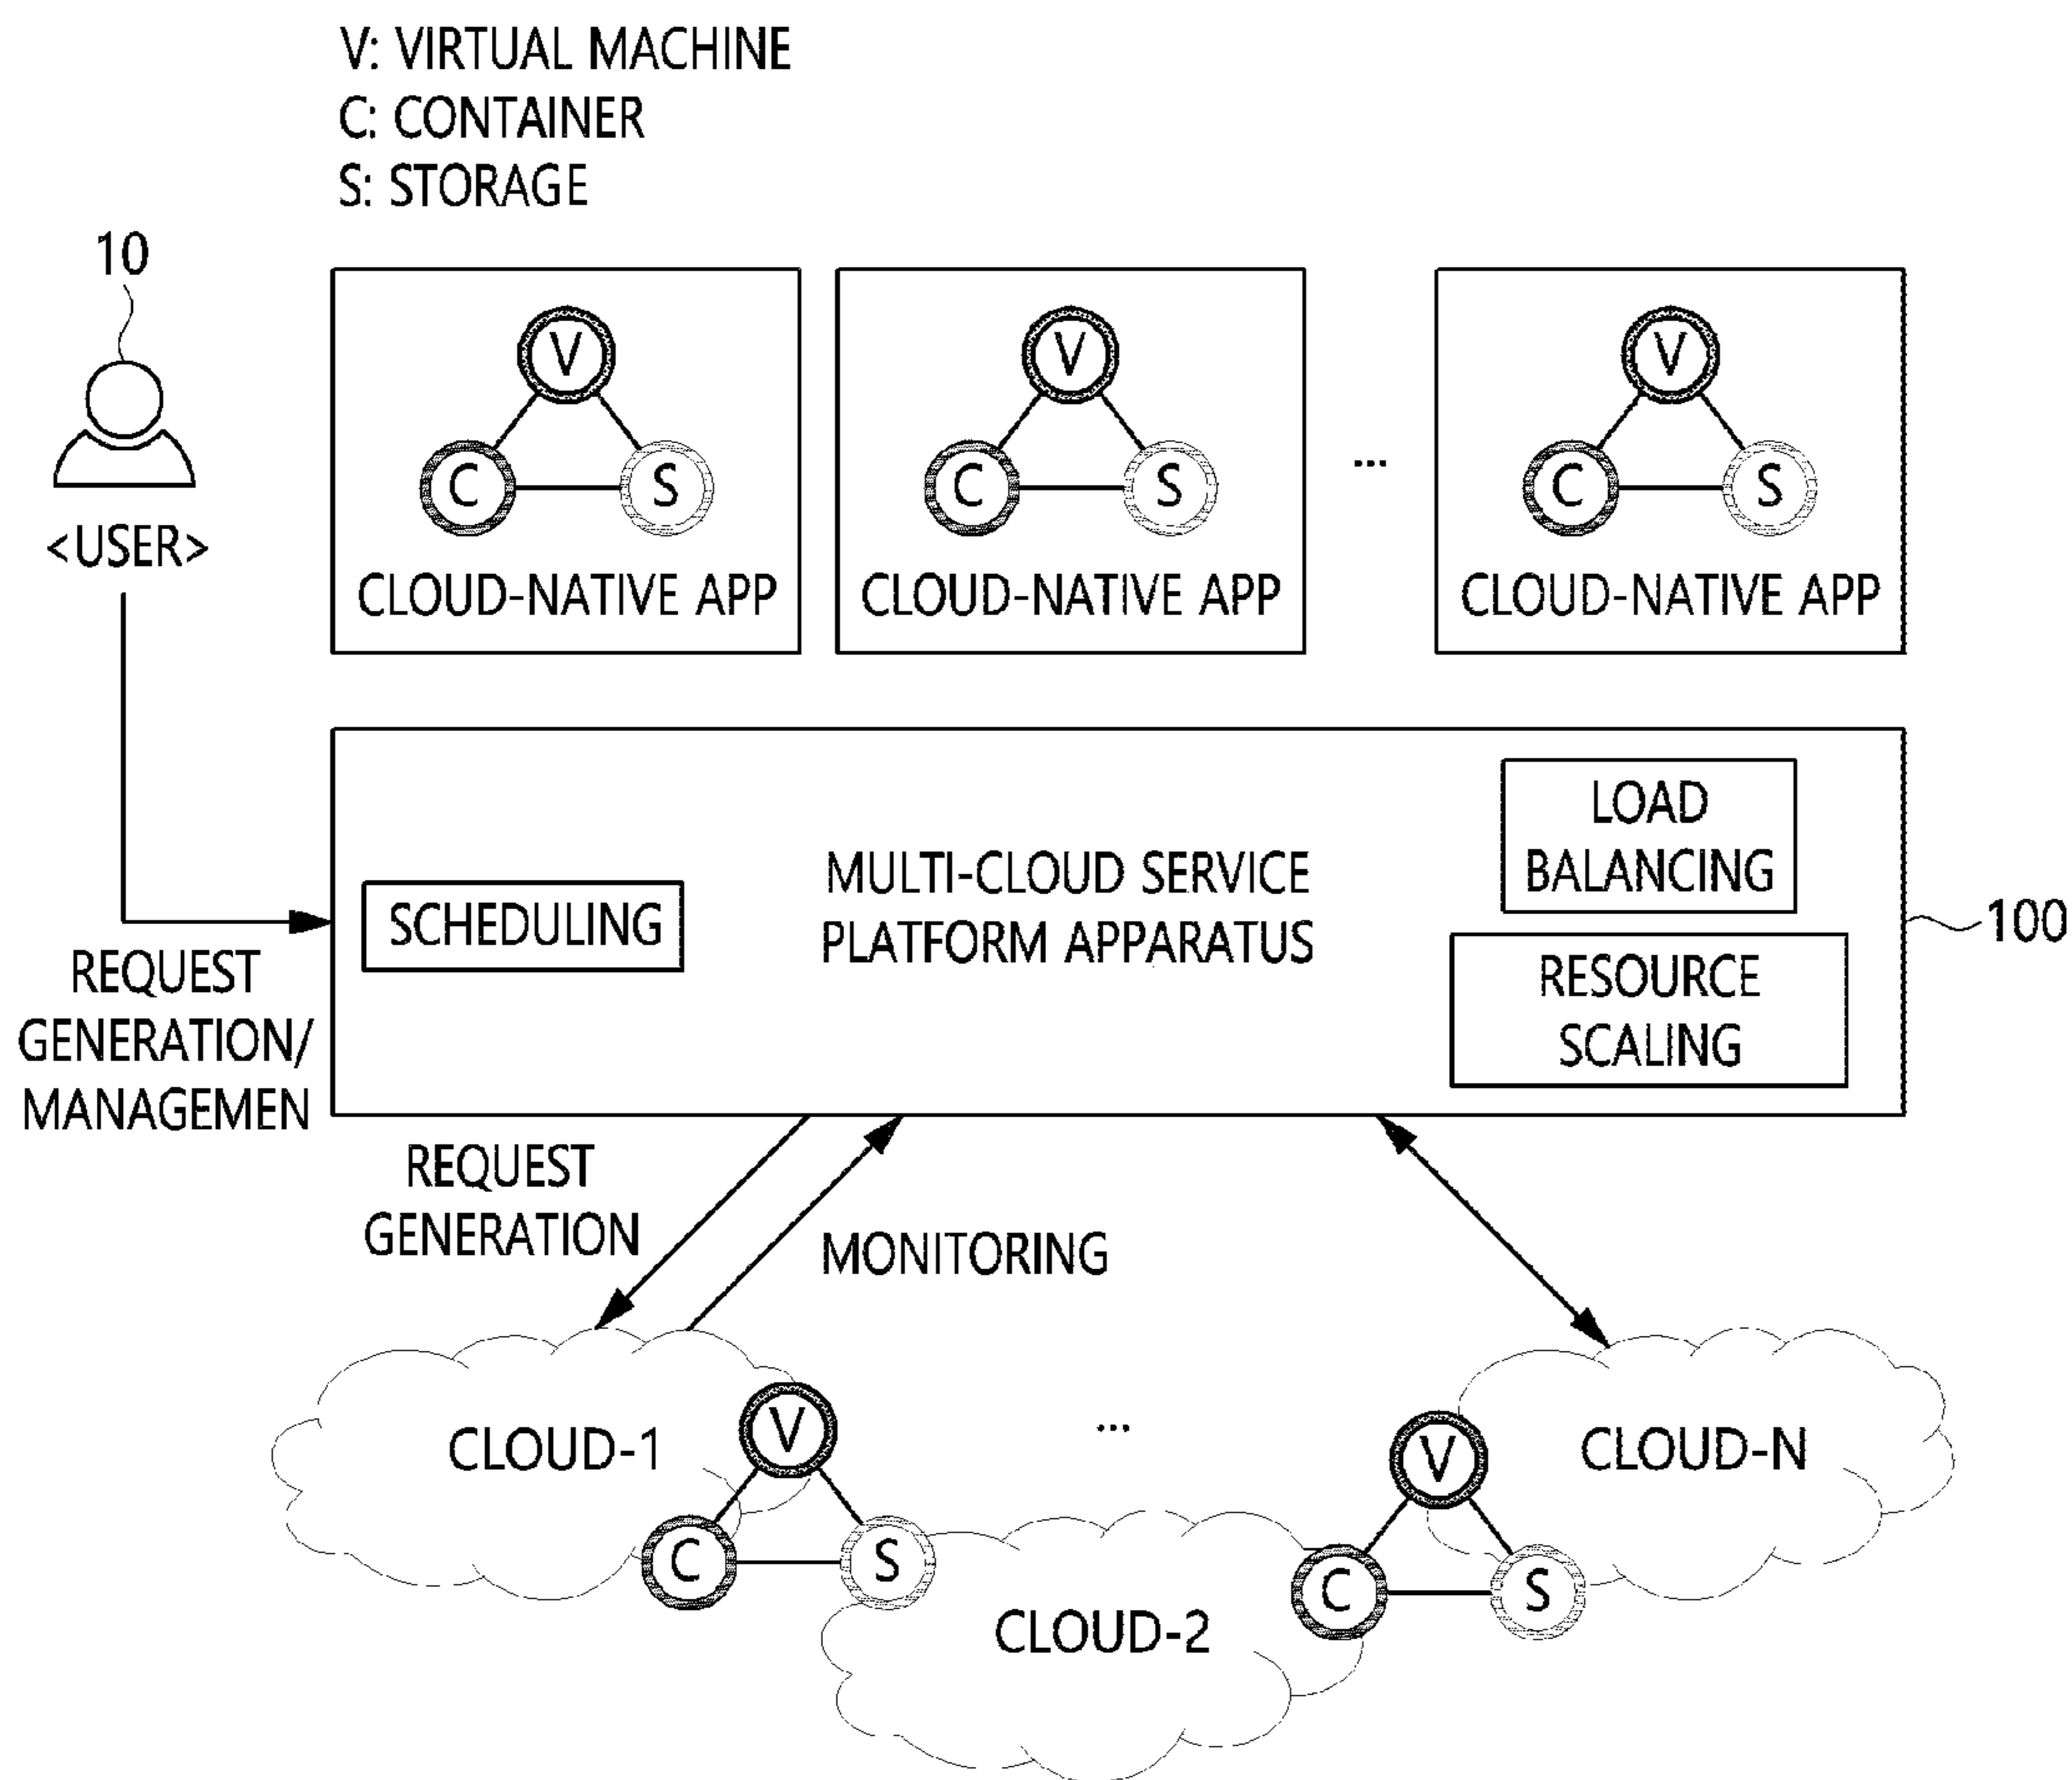 V: VIRTUAL MACHINE
C: CONTAINER
S: STORAGE
10
<USER>
V
C
S
CLOUD-NATIVE APP
V
C
S
CLOUD-NATIVE APP
...
V
C
S
CLOUD-NATIVE APP
REQUEST
GENERATION/
MANAGEMEN
SCHEDULING
MULTI-CLOUD SERVICE
PLATFORM APPARATUS
LOAD
BALANCING
RESOURCE
SCALING
100
REQUEST
GENERATION
MONITORING
CLOUD-1
V
C
S
...
CLOUD-2
V
C
S
CLOUD-N